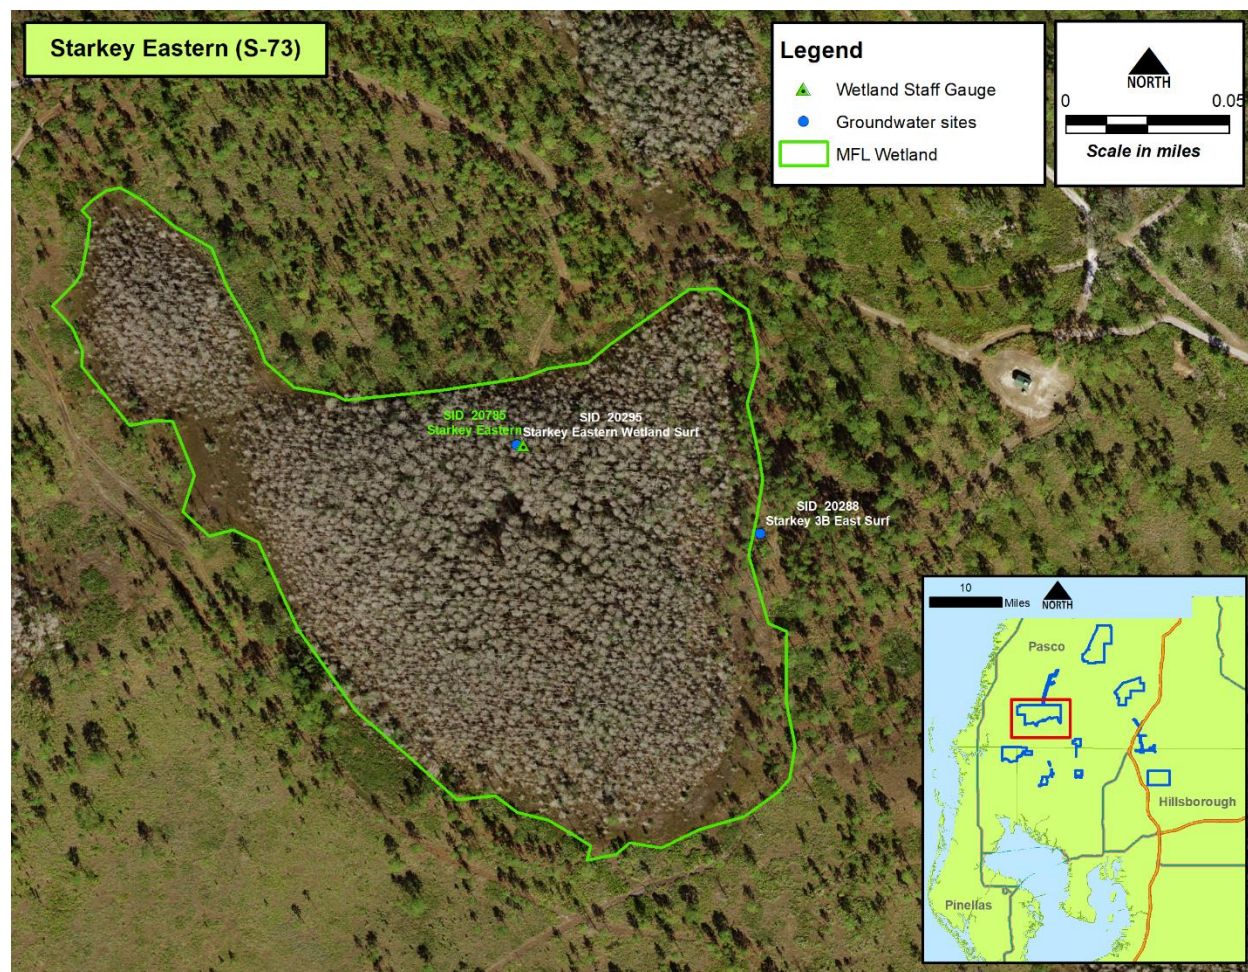 Starkey Eastern (S-73)
Legend
Wetland Staff Gauge
Groundwater sites
MFL Wetland
NORTH
0 0.05
Scale in miles
SID 20785
Starkey Eastern
SID 20295
Starkey Eastern Wetland Surf
SID 20288
Starkey 3B East Surf
10
Miles
NORTH
Pasco
Hillsborough
Pinellas